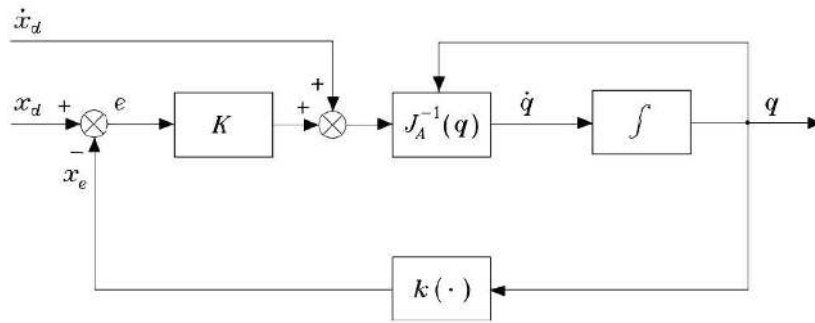 ẋ_d
+
x_d + e K + J_A^{-1}(q) q̇ ∫ q
−
x_e
k(·)